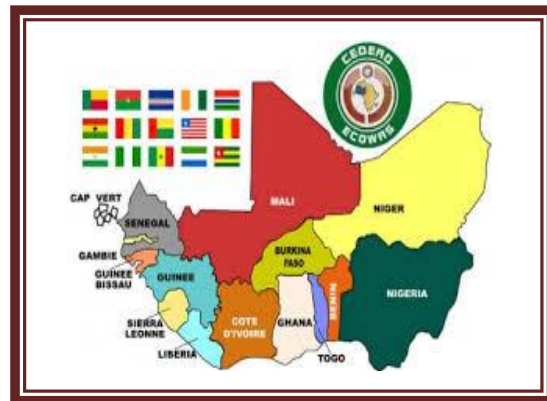 CEDEAO
ECOWAS
CAP VERT
SENEGAL
MALI
NIGER
GAMBIE
GUINEE
BISSAU
GUINEE
BURKINA
FASO
NIGERIA
SIERRA
LEONNE
COTE
D'IVOIRE
GHANA
BENIN
LIBERIA
TOGO